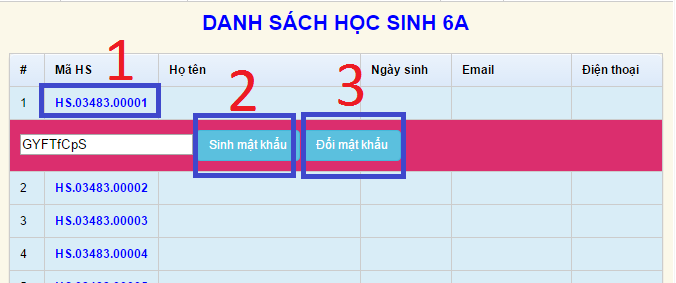 DANH SÁCH HỌC SINH 6A
1 2 3
# Mã HS Họ tên Ngày sinh Email Điện thoại
1 HS.03483.00001
GYFTfCpS Sinh mật khẩu Đổi mật khẩu
2 HS.03483.00002
3 HS.03483.00003
4 HS.03483.00004